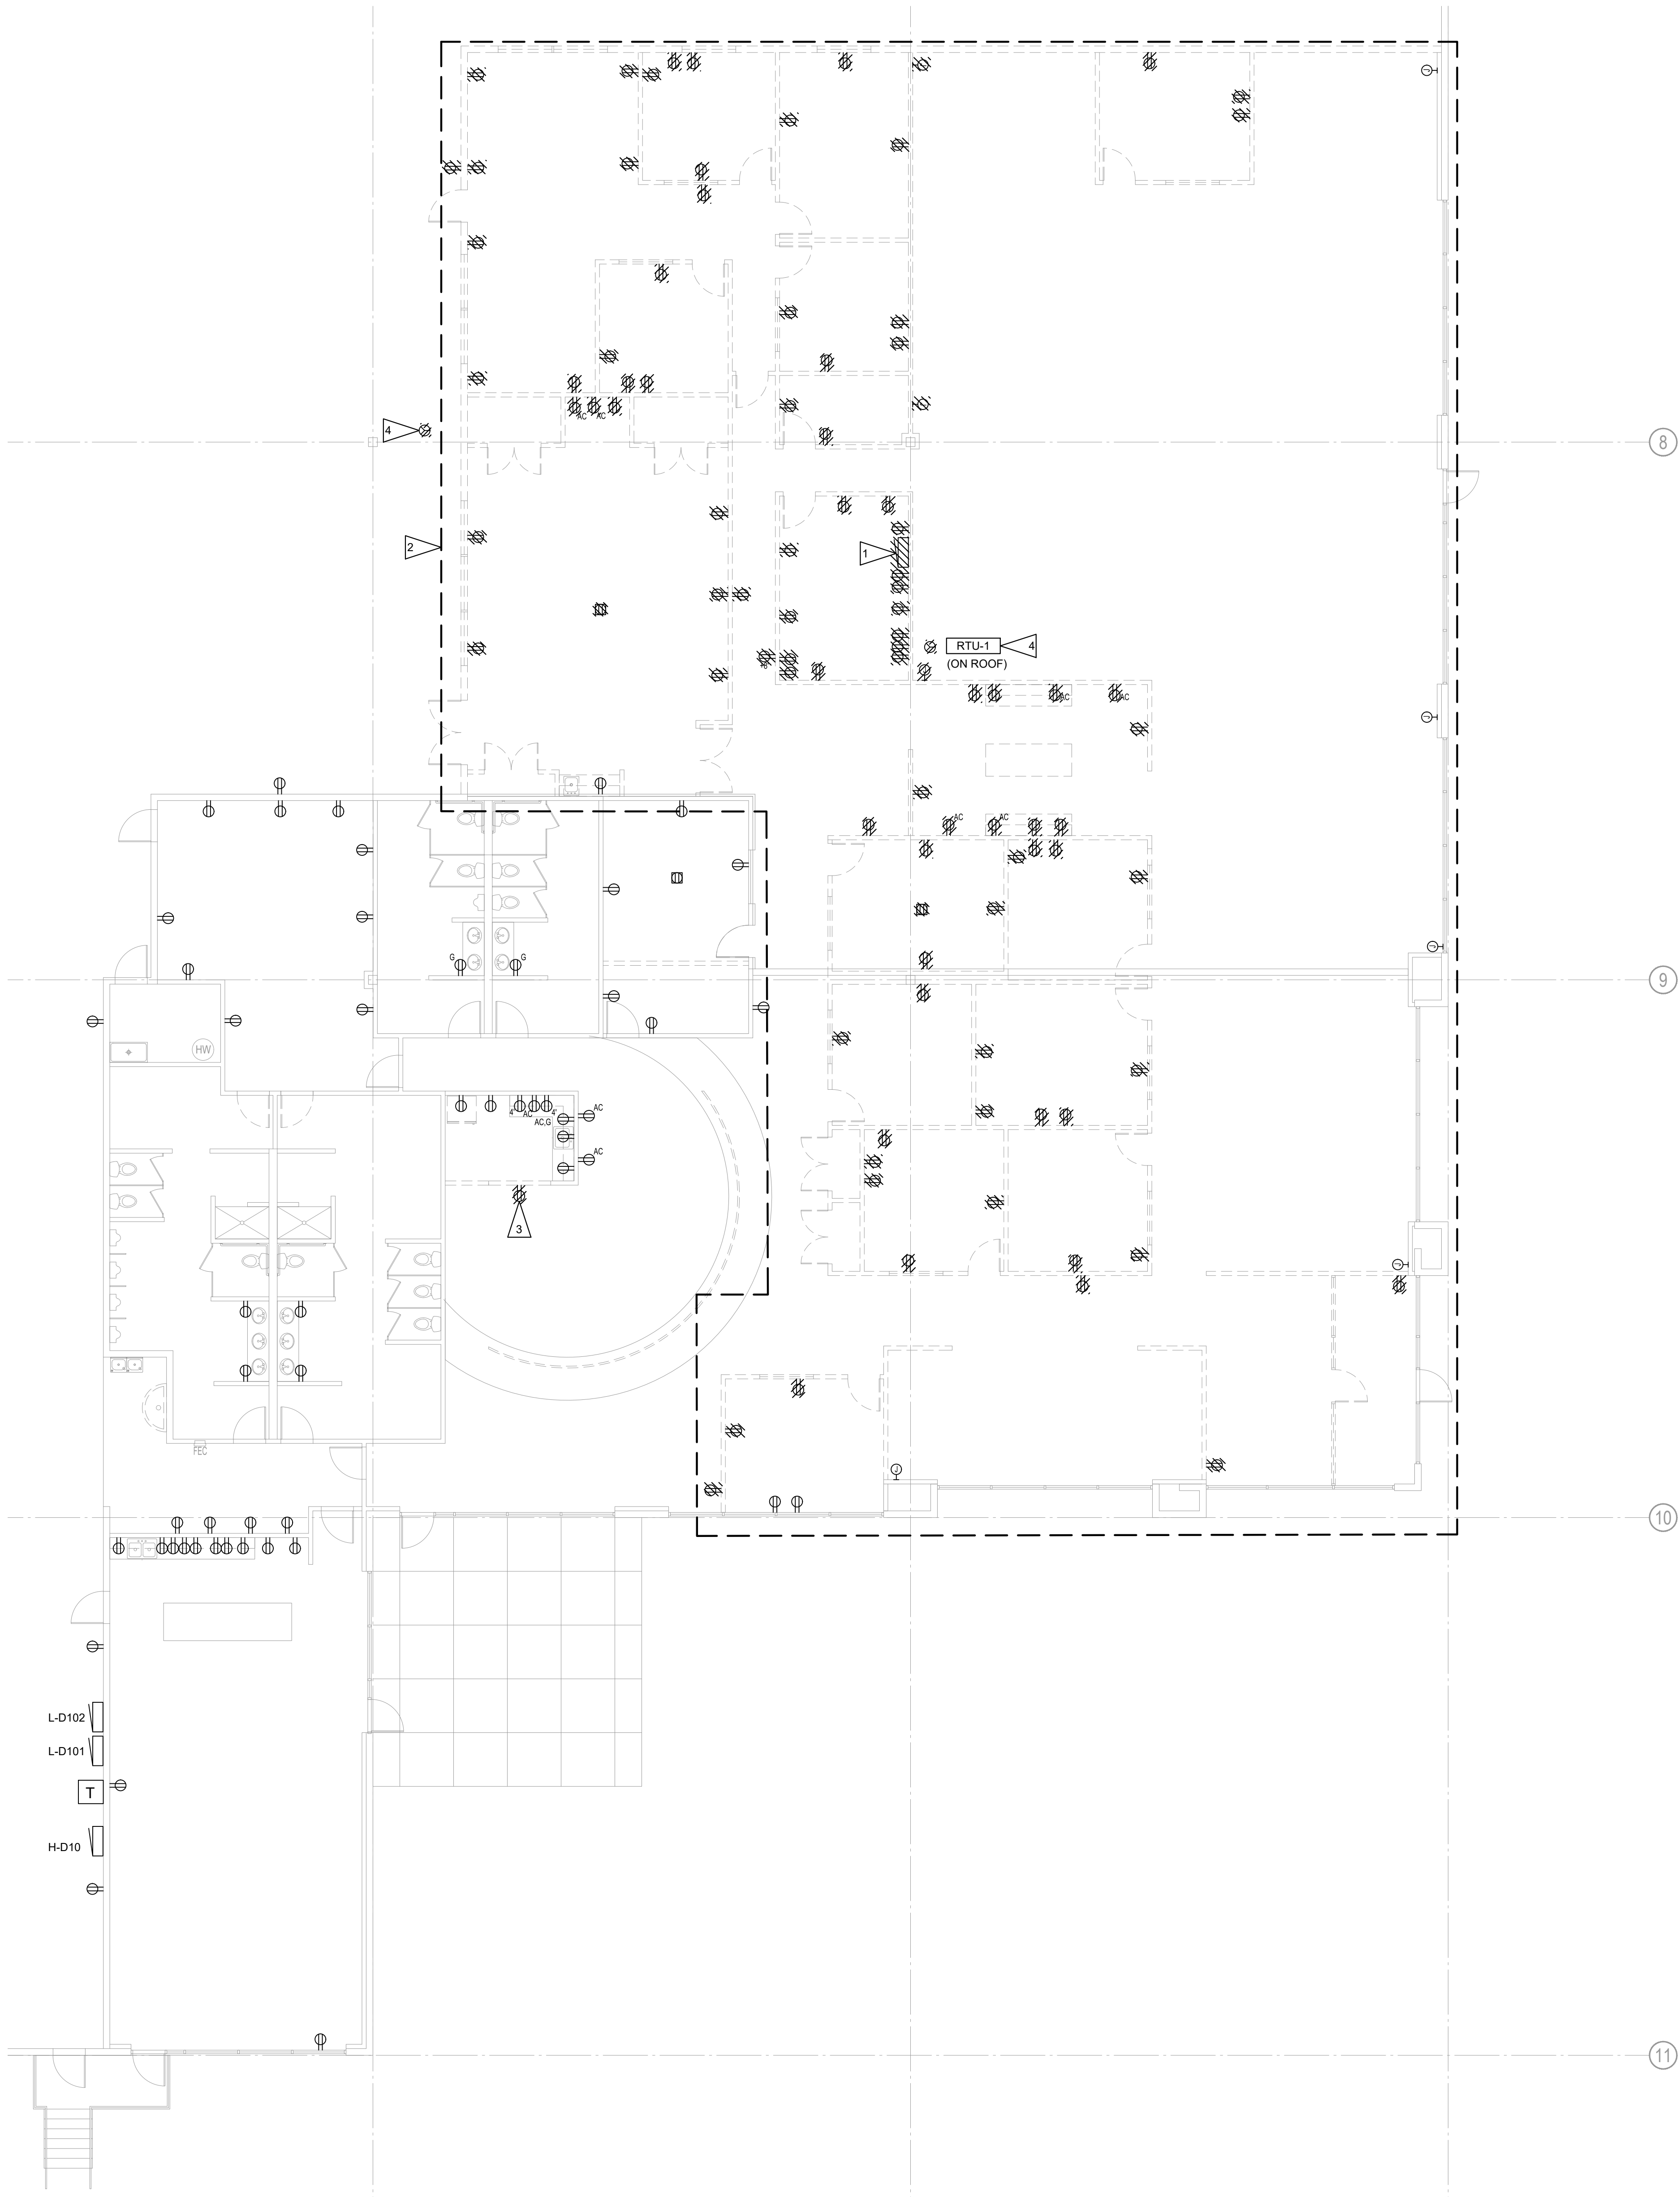 J
AC
AC
4
8
2
1
RTU-1
4
(ON ROOF)
J
AC
AC
AC
AC
J
G
G
9
HW
4'
AC
4'
AC,G
AC
AC
3
J
FEC
J
10
L-D102
L-D101
T
H-D10
11